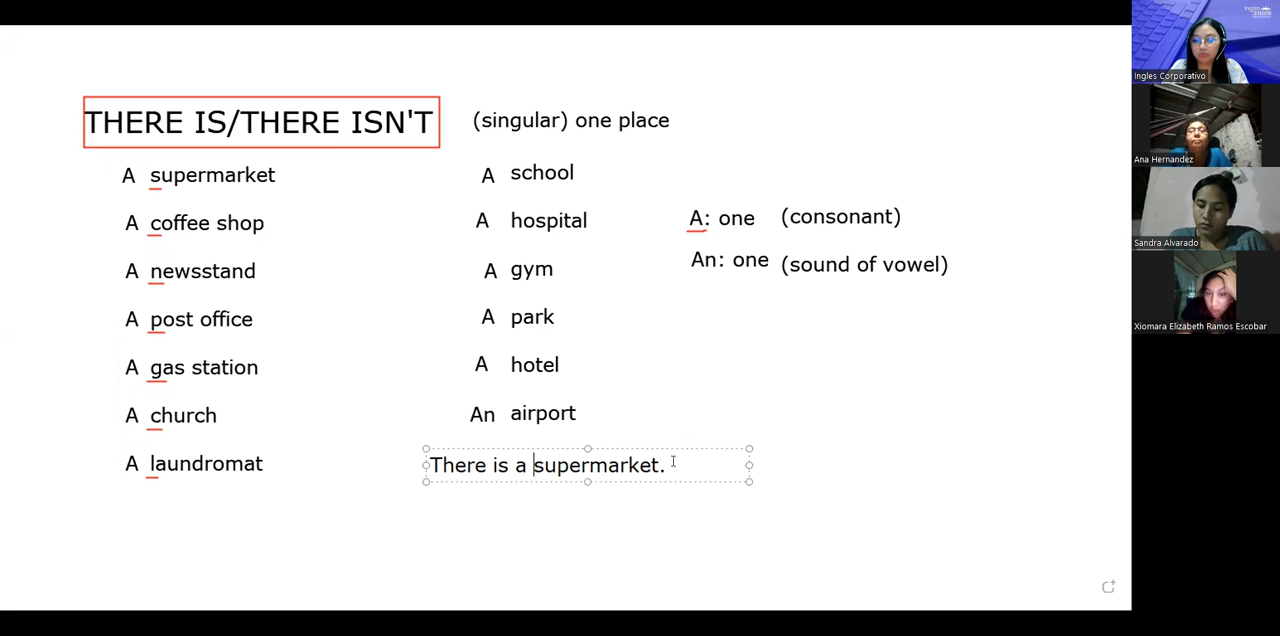 THERE IS/THERE ISN'T
(singular) one place
A supermarket
A coffee shop
A newsstand
A post office
A gas station
A church
A laundromat
A school
A hospital
A gym
A park
A hotel
An airport
There is a supermarket.
A: one (consonant)
An: one (sound of vowel)
Ingles Corporativo
Ana Hernandez
Sandra Alvarado
Xiomara Elizabeth Ramos Escobar